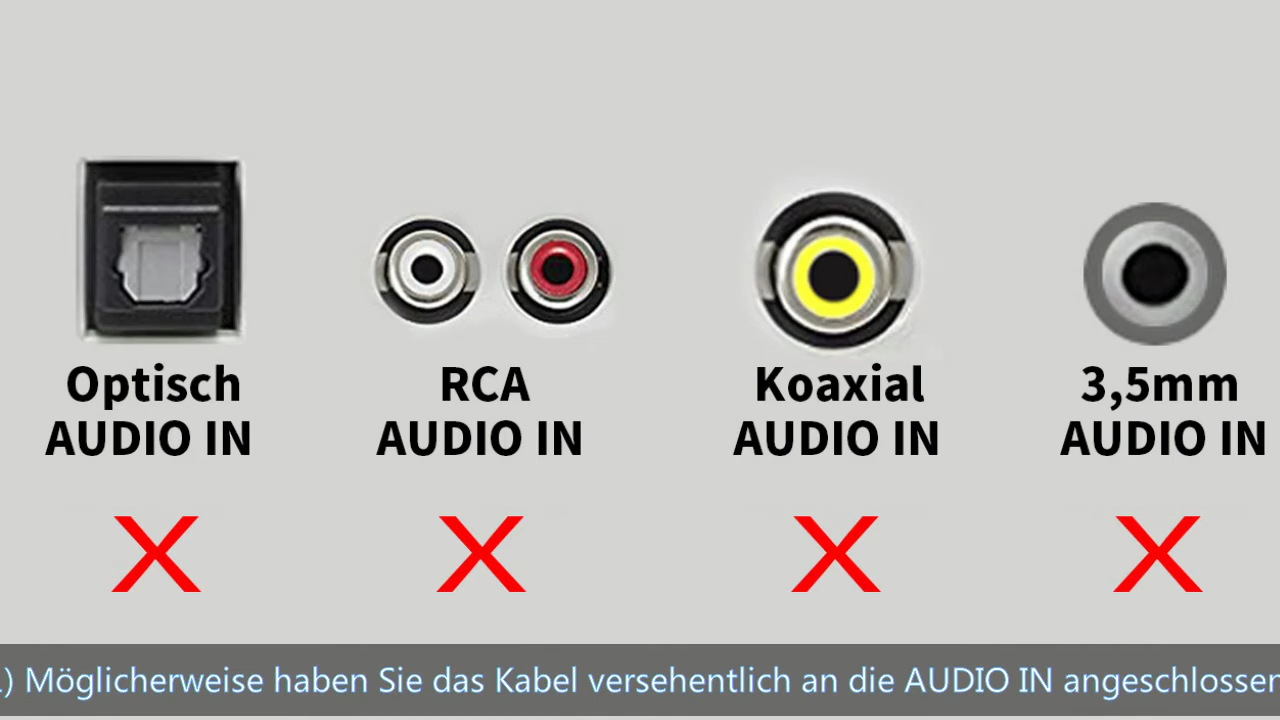 Optisch
AUDIO IN
RCA
AUDIO IN
Koaxial
AUDIO IN
3,5mm
AUDIO IN
) Möglicherweise haben Sie das Kabel versehentlich an die AUDIO IN angeschlossen